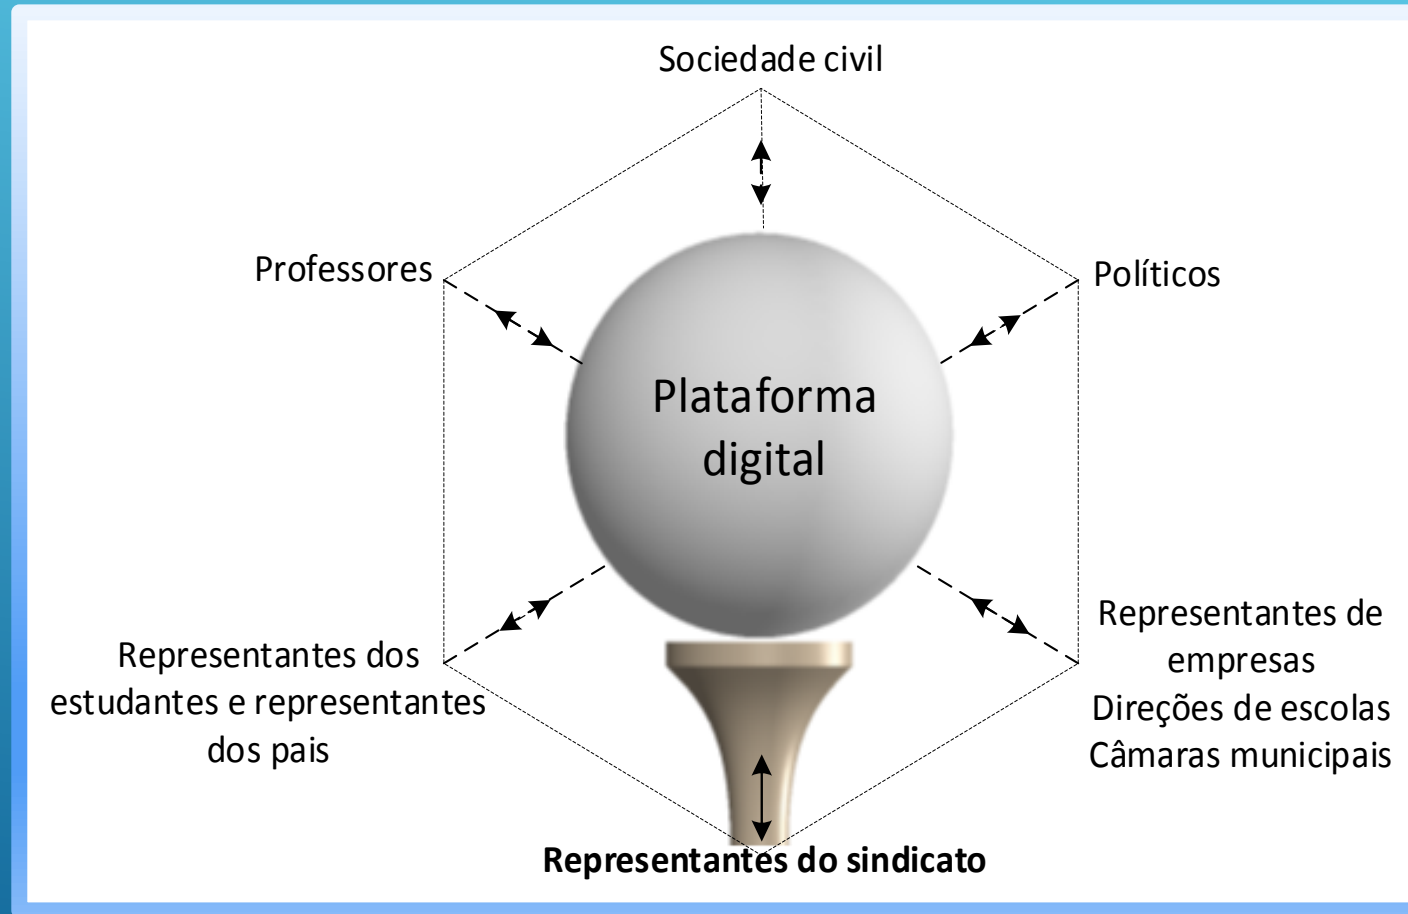 Sociedade civil
Professores
Políticos
Plataforma
digital
Representantes dos
estudantes e representantes
dos pais
Representantes de
empresas
Direções de escolas
Câmaras municipais
Representantes do sindicato